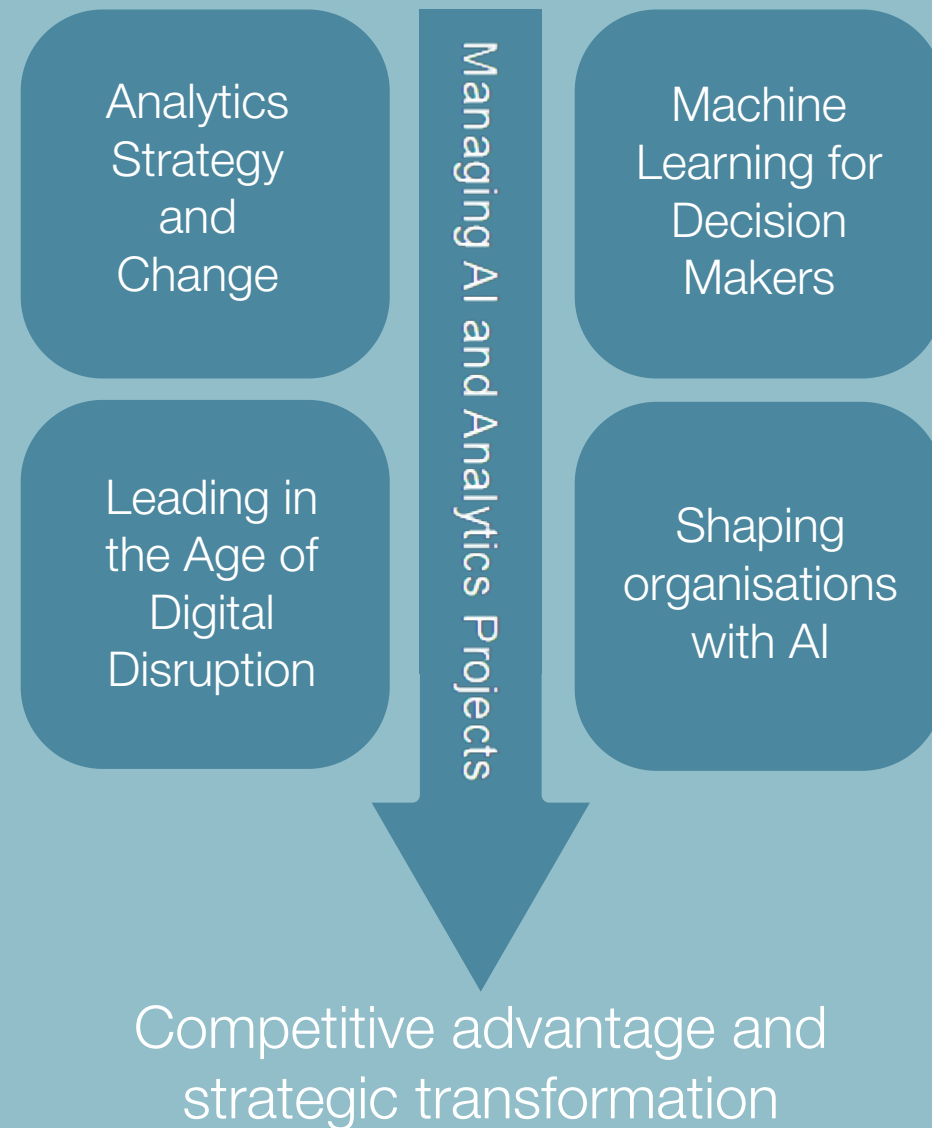 Analytics
Strategy
and
Change
Managing AI and Analytics Projects
Machine
Learning for
Decision
Makers
Leading in
the Age of
Digital
Disruption
Shaping
organisations
with AI
Competitive advantage and
strategic transformation